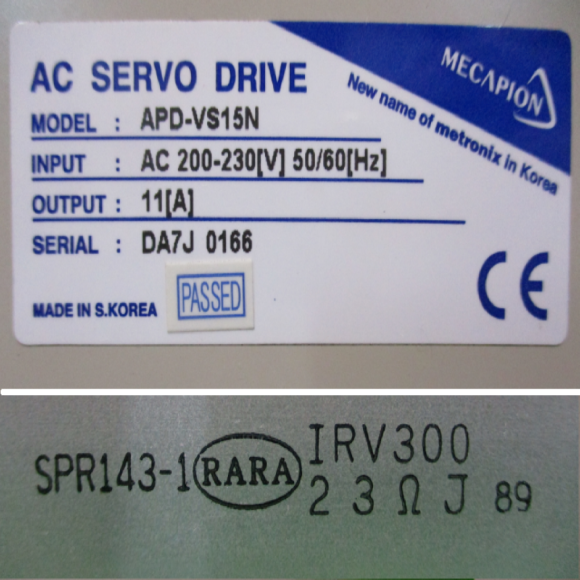 AC SERVO DRIVE
MECAPION
New name of metronix in Korea
MODEL : APD-VS15N
INPUT : AC 200-230[V] 50/60[Hz]
OUTPUT : 11[A]
SERIAL : DA7J 0166
MADE IN S.KOREA
PASSED
CE
SPR143-1 RARA IRV300
23ΩJ 89